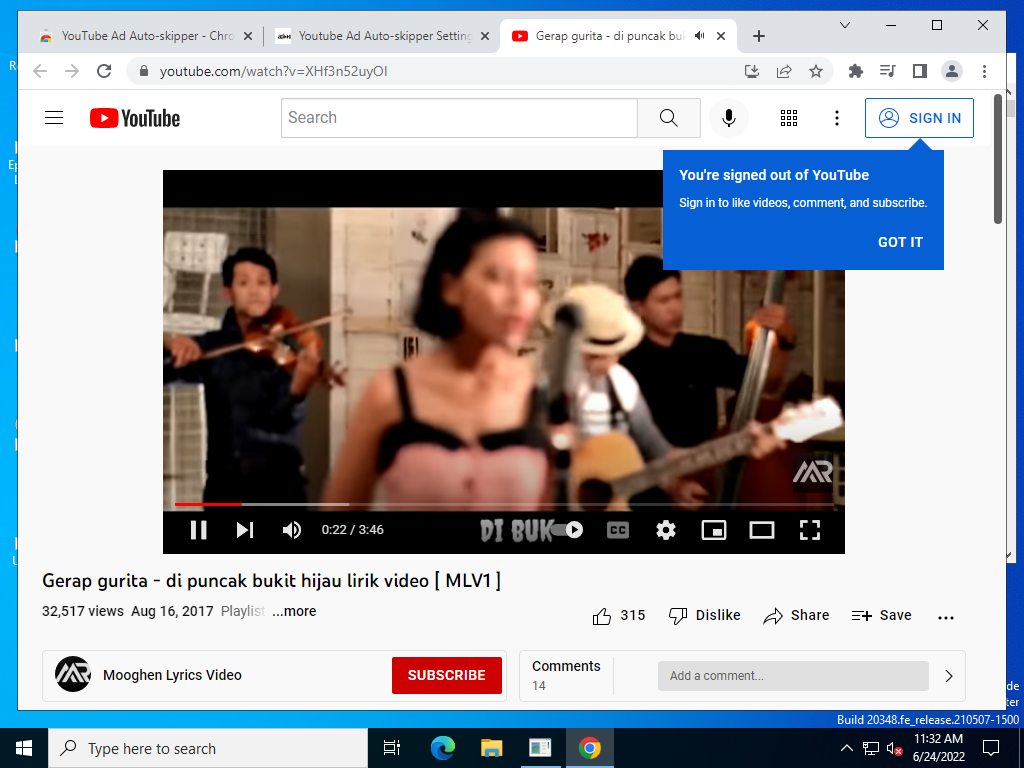 YouTube Ad Auto-skipper - Chro
Youtube Ad Auto-skipper Setting
Gerap gurita - di puncak buk
youtube.com/watch?v=XHf3n52uyOI
YouTube
Search
SIGN IN
You're signed out of YouTube
Sign in to like videos, comment, and subscribe.
GOT IT
MR
0:22 / 3:46
DI BUK
CC
Gerap gurita - di puncak bukit hijau lirik video [ MLV1 ]
32,517 views Aug 16, 2017 Playlist ...more
315
Dislike
Share
Save
Mooghen Lyrics Video
SUBSCRIBE
Comments
14
Add a comment...
Build 20348.fe_release.210507-1500
Type here to search
11:32 AM
6/24/2022